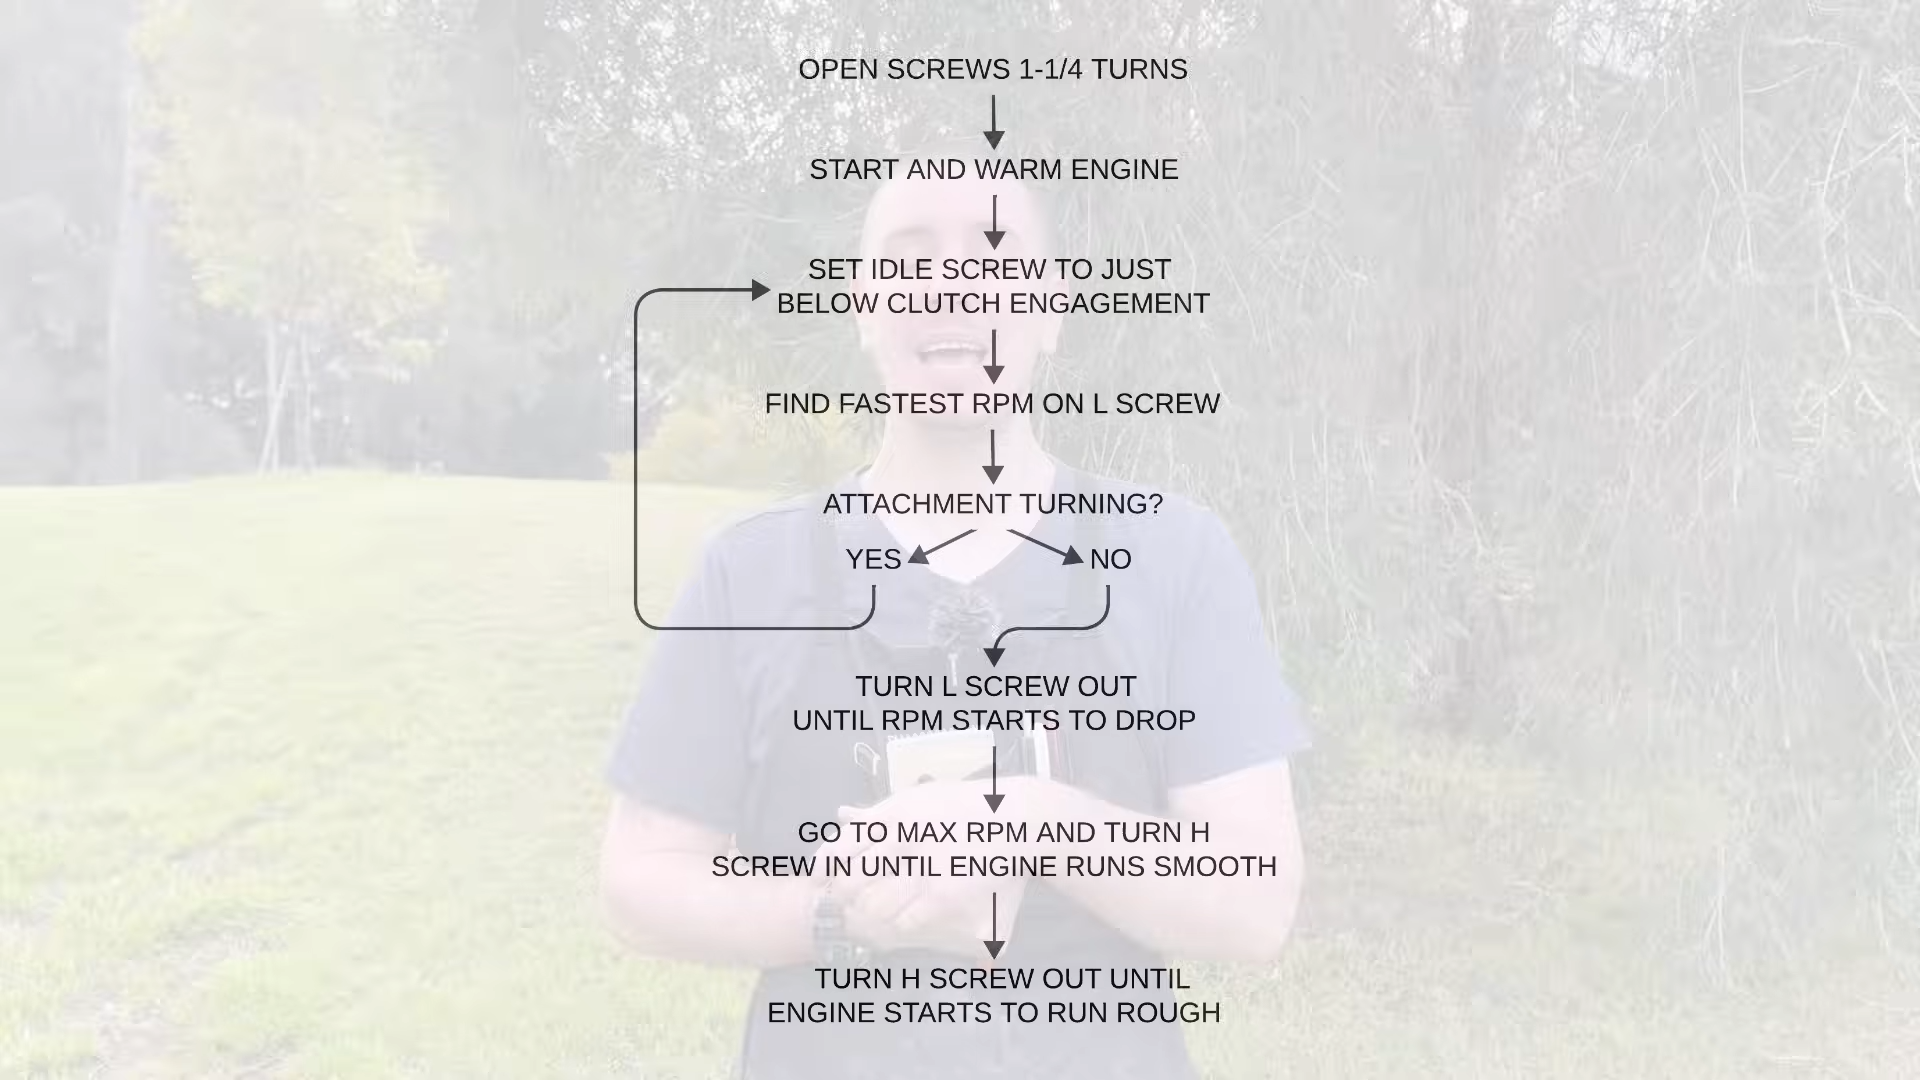 OPEN SCREWS 1-1/4 TURNS
START AND WARM ENGINE
SET IDLE SCREW TO JUST
BELOW CLUTCH ENGAGEMENT
FIND FASTEST RPM ON L SCREW
ATTACHMENT TURNING?
YES
NO
TURN L SCREW OUT
UNTIL RPM STARTS TO DROP
GO TO MAX RPM AND TURN H
SCREW IN UNTIL ENGINE RUNS SMOOTH
TURN H SCREW OUT UNTIL
ENGINE STARTS TO RUN ROUGH